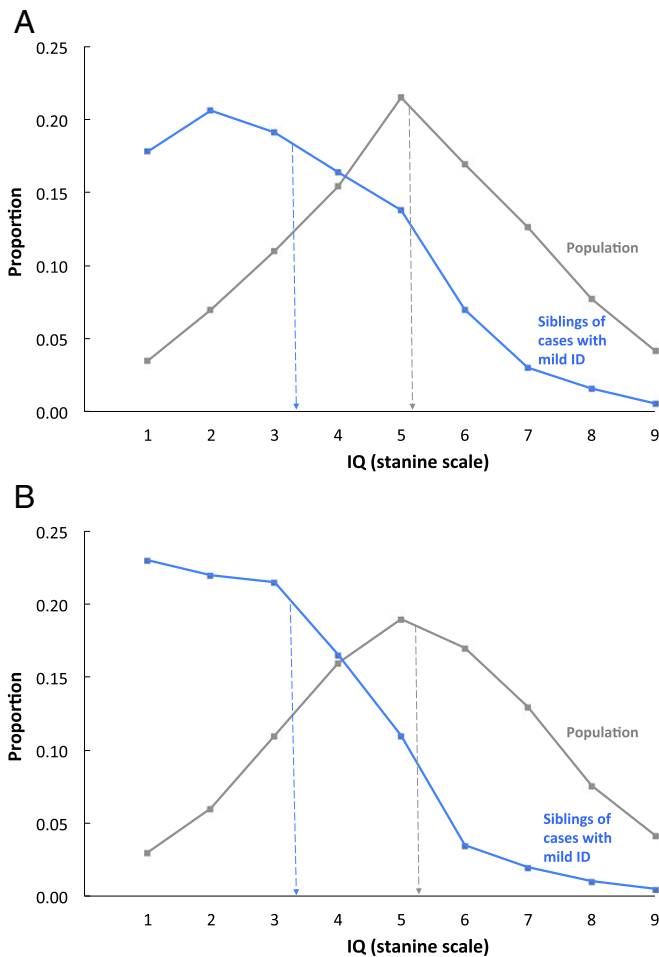 A
0.25
0.20
0.15
0.10
0.05
0.00
Proportion
Population
Siblings of
cases with
mild ID
1 2 3 4 5 6 7 8 9
IQ (stanine scale)
B
0.25
0.20
0.15
0.10
0.05
0.00
Proportion
Population
Siblings of
cases with
mild ID
1 2 3 4 5 6 7 8 9
IQ (stanine scale)